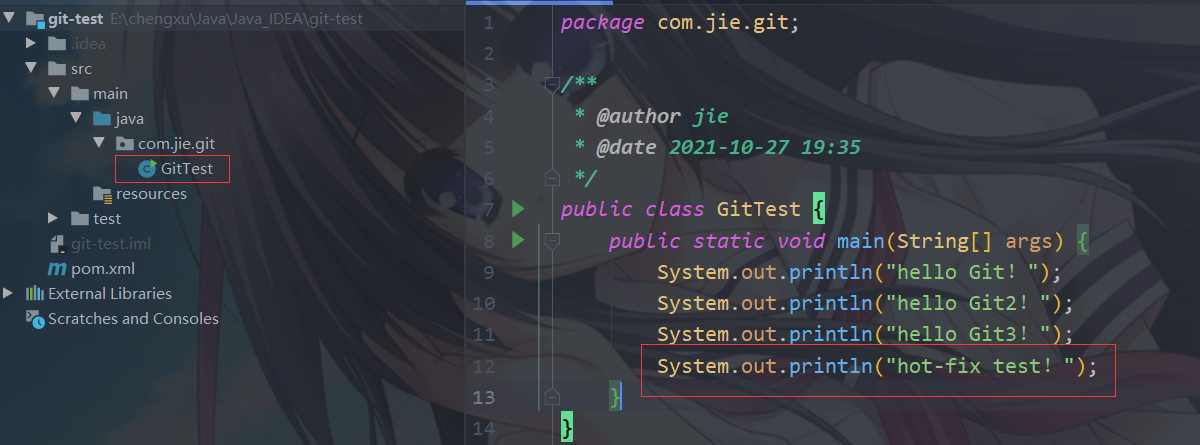 git-test E:\chengxu\Java\Java_IDEA\git-test
.idea
src
main
java
com.jie.git
GitTest
resources
test
git-test.iml
pom.xml
External Libraries
Scratches and Consoles
1 package com.jie.git;
2
3 /**
4 * @author jie
5 * @date 2021-10-27 19:35
6 */
7 public class GitTest {
8 public static void main(String[] args) {
9 System.out.println("hello Git！");
10 System.out.println("hello Git2！");
11 System.out.println("hello Git3！");
12 System.out.println("hot-fix test！");
13 }
14 }